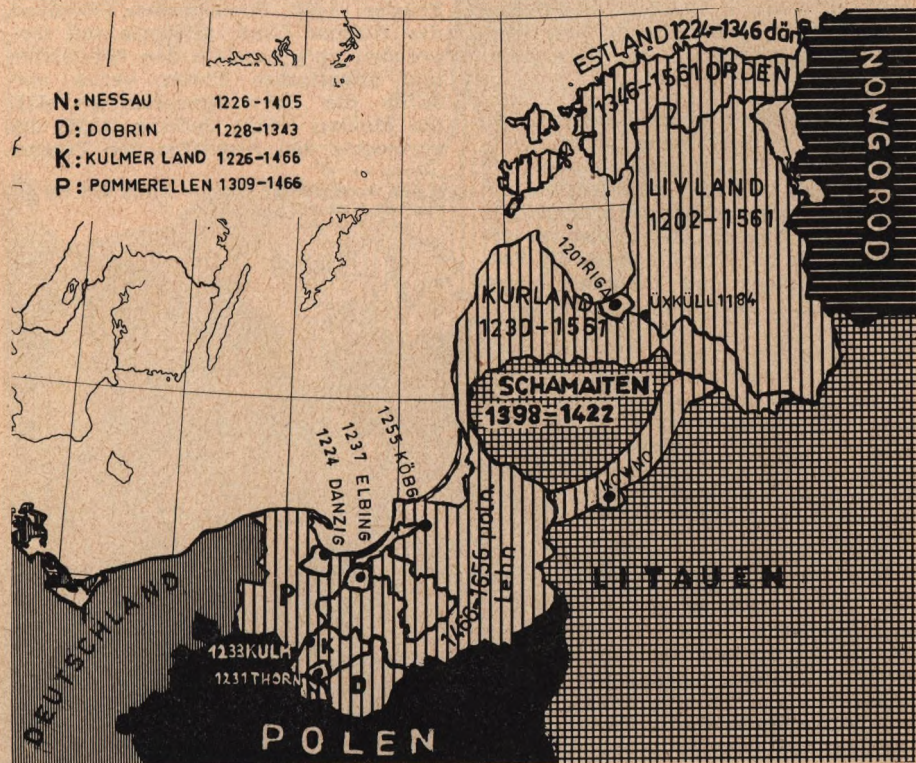 ESTLAND 1224-1346 dän
1346-1561 ORDEN
NOWGOROD
N: NESSAU 1226-1405
D: DOBRIN 1228-1343
K: KULMER LAND 1226-1466
P: POMMERELLEN 1309-1466
LIVLAND
1202-1561
1201 RIGA
ÜXKÜLL 1184
KURLAND
1230-1561
SCHAMAITEN
1398-1422
1255 KÖBG
1237 ELBING
1224 DANZIG
KOWNO
1466-1656 poln.
Lehn
LITAUEN
DEUTSCHLAND
P
K
1233 KULM
1231 THORN
N
D
POLEN